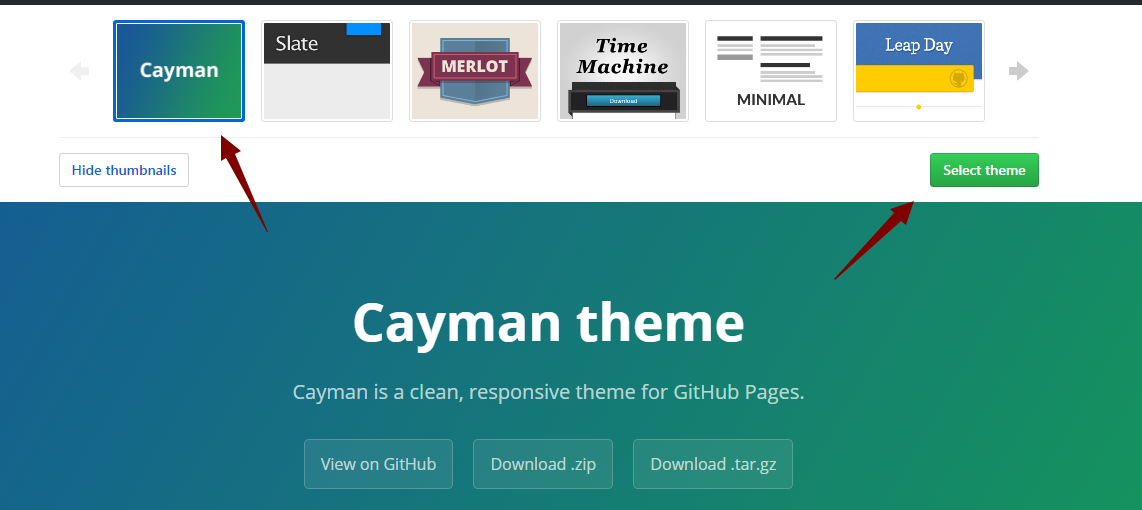 Cayman
Slate
MERLOT
Time
Machine
Download
MINIMAL
Leap Day
Hide thumbnails
Select theme
Cayman theme
Cayman is a clean, responsive theme for GitHub Pages.
View on GitHub
Download .zip
Download .tar.gz